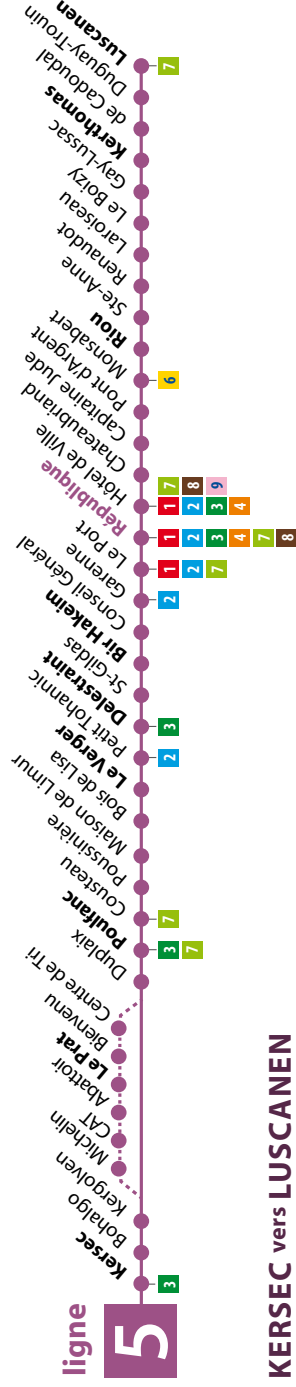 ligne
5
Kersec
Bohalgo
Kergolven
Michelin
CAT
Abattoir
Le Prat
Bienvenu
Centre de Tri
Duplaix
Poulfanc
Cousteau
Poussinière
Maison de Limur
Bois de Lisa
Le Verger
Petit Tohannic
Delestraint
St-Gildas
Bir Hakeim
Conseil Général
Garenne
Le Port
République
Hôtel de Ville
Chateaubriand
Capitaine Jude
Pont d'Argent
Monsabert
Riou
Ste-Anne
Renaudot
Laroiseau
Le Boizy
Gay-Lussac
Kerthomas
de Cadoudal
Duguay-Trouin
Luscanen
3
3 7
7
2
3
2
1 2 7
1 2 3 4 7 8
1 2 3 4 7 8 9
6
7
KERSEC vers LUSCANEN